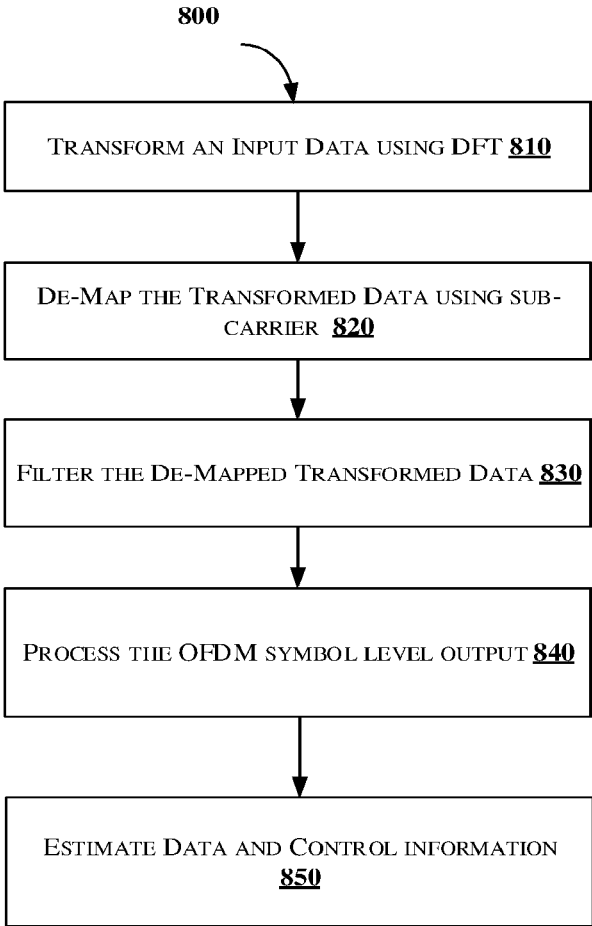 800
TRANSFORM AN INPUT DATA USING DFT 810
DE-MAP THE TRANSFORMED DATA USING SUB-
CARRIER 820
FILTER THE DE-MAPPED TRANSFORMED DATA 830
PROCESS THE OFDM SYMBOL LEVEL OUTPUT 840
ESTIMATE DATA AND CONTROL INFORMATION
850